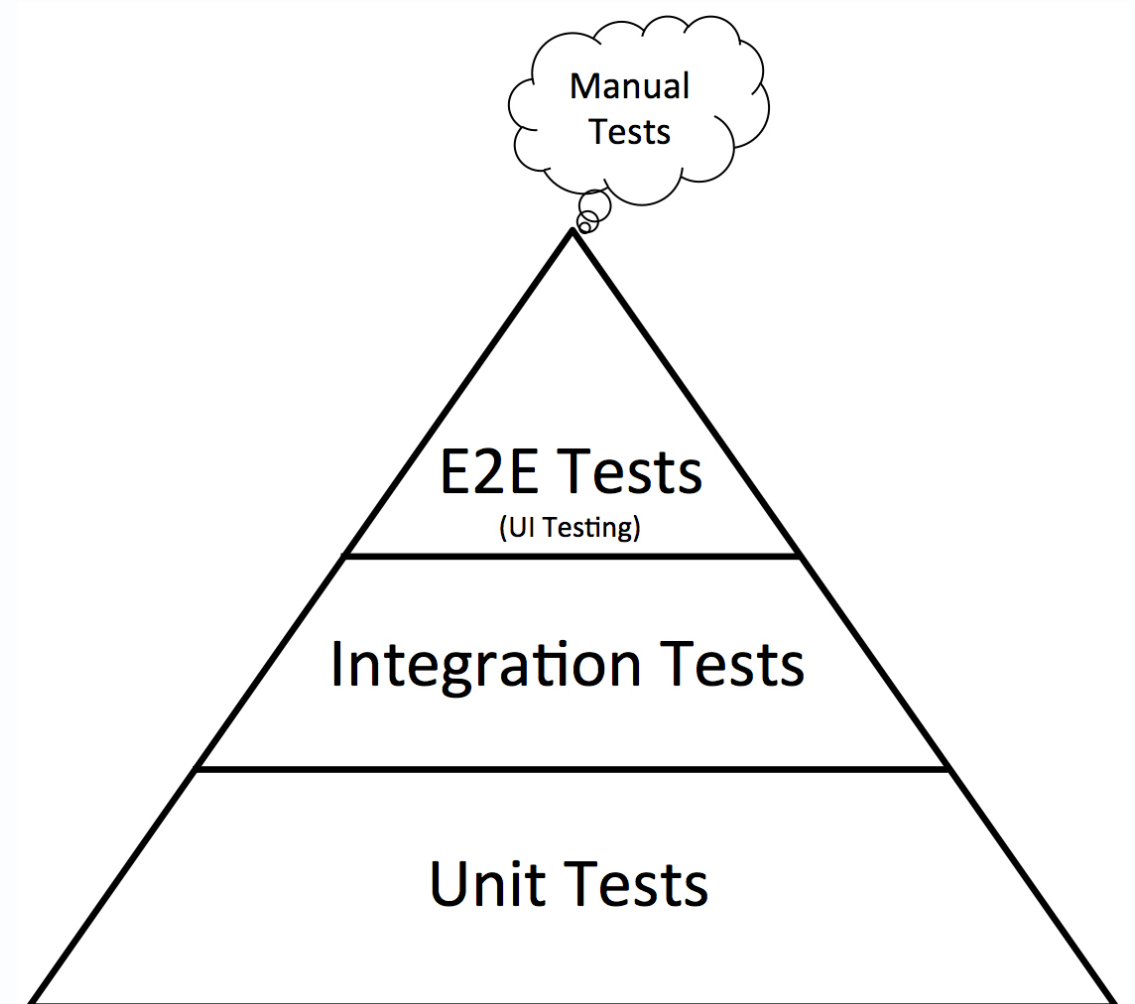 Manual
Tests
E2E Tests
(UI Testing)
Integration Tests
Unit Tests